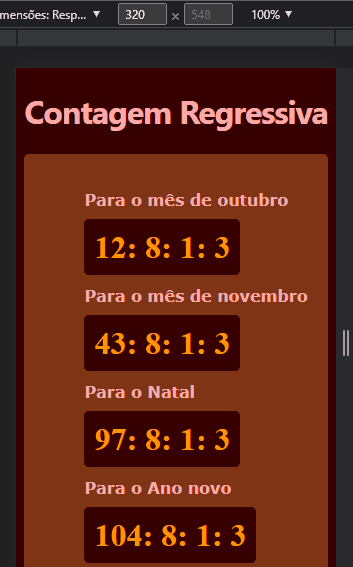 mensões: Resp... ▼ 320 × 548 100% ▼
Contagem Regressiva
Para o mês de outubro
12: 8: 1: 3
Para o mês de novembro
43: 8: 1: 3
Para o Natal
97: 8: 1: 3
Para o Ano novo
104: 8: 1: 3